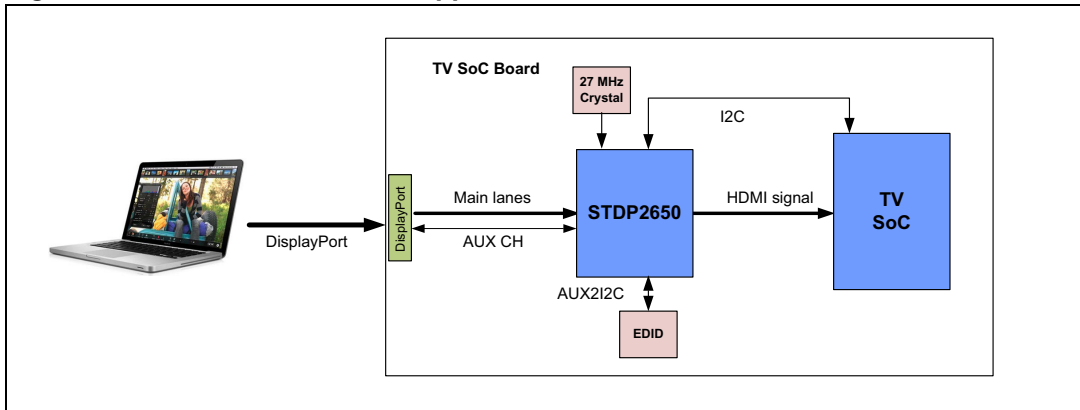 TV SoC Board
27 MHz
Crystal
I2C
DisplayPort
Main lanes
AUX CH
STDP2650
HDMI signal
TV
SoC
DisplayPort
AUX2I2C
EDID